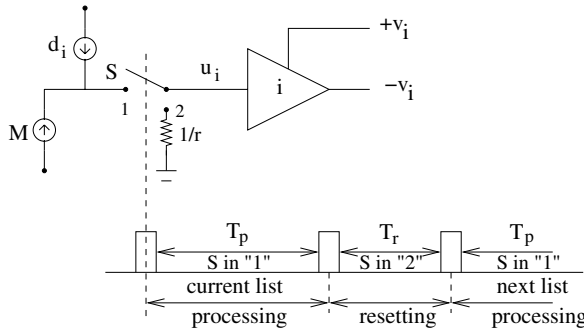 d_i
S
u_i
+v_i
i
−v_i
1
2
M
1/r
T_p
T_r
T_p
S in "1"
S in "2"
S in "1"
current list
next list
processing
resetting
processing